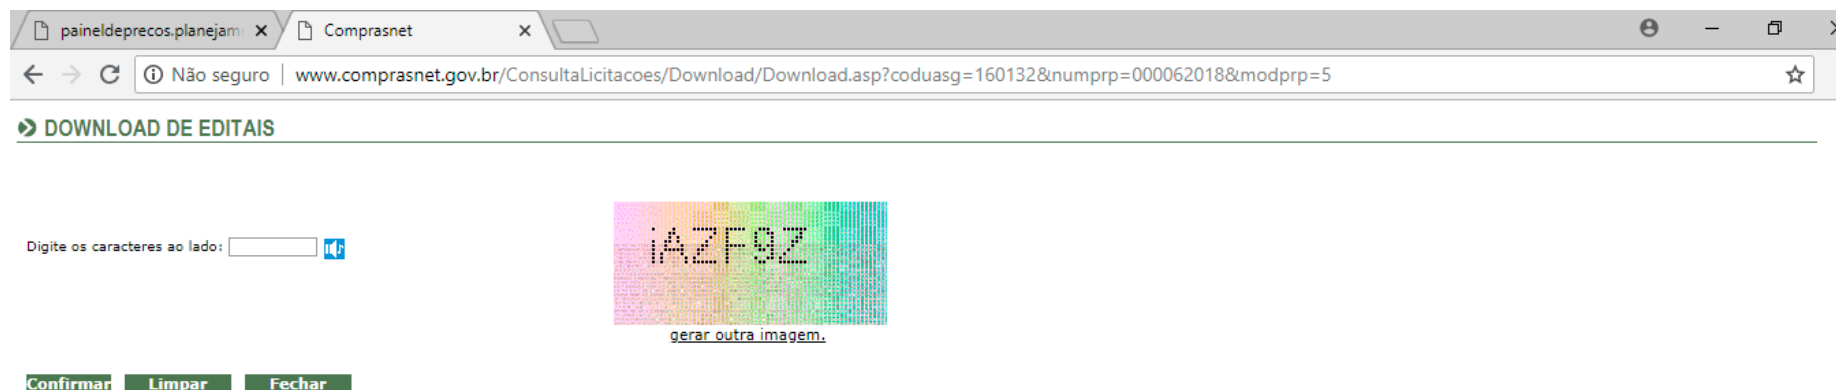 paineldeprecos.planejam
Comprasnet
Não seguro
www.comprasnet.gov.br/ConsultaLicitacoes/Download/Download.asp?coduasg=160132&numprp=000062018&modprp=5
DOWNLOAD DE EDITAIS
Digite os caracteres ao lado:
iAZF9Z
gerar outra imagem.
Confirmar Limpar Fechar